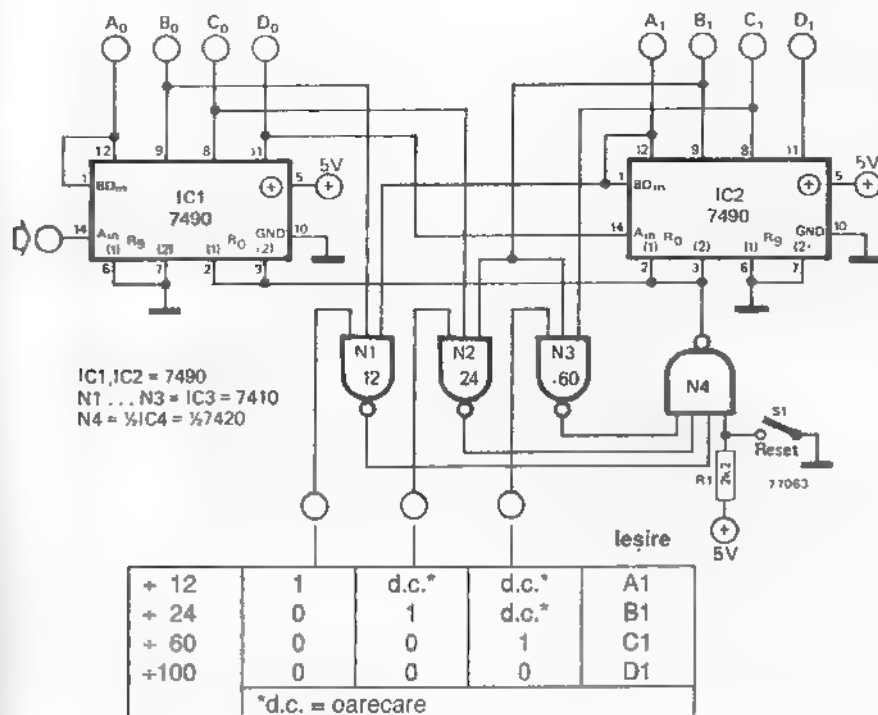 A₀ B₀ C₀ D₀ A₁ B₁ C₁ D₁
12 9 8 11 12 9 8 11
1 BDin 5 5V 1 BDin 5 5V
IC1 IC2
7490 7490
14 Ain GND 10 14 Ain GND 10
R9 R0 R0 R9
(1) (2) (1) (2) (1) (2) (1) (2)
6 7 2 3 2 3 6 7
N1 N2 N3 N4
12 24 60
IC1,IC2 = 7490
N1 . . . N3 = IC3 = 7410
N4 = ½IC4 = ½7420
S1
Reset
R1 2k2 77063
5V
Ieşire
÷ 12 1 d.c.* d.c.* A1
÷ 24 0 1 d.c.* B1
÷ 60 0 0 1 C1
÷100 0 0 0 D1
*d.c. = oarecare